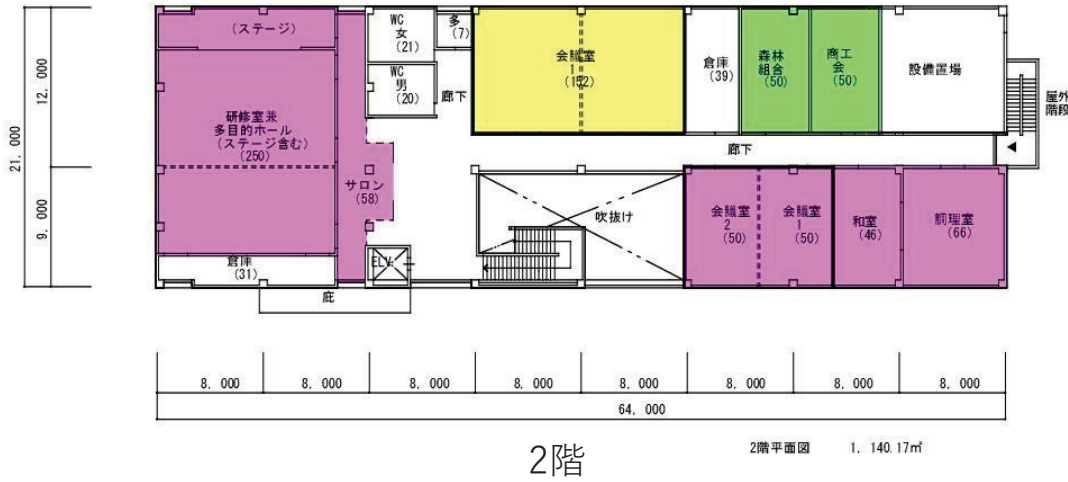 (ステージ)
WC
女
(21)
多
(7)
会議室
1
(152)
倉庫
(39)
森林
組合
(50)
商工
会
(50)
設備置場
屋外
階段
WC
男
(20)
廊下
研修室兼
多目的ホール
(ステージ含む)
(250)
廊下
サロン
(58)
吹抜け
会議室
2
(50)
会議室
1
(50)
和室
(46)
調理室
(66)
倉庫
(31)
ELV
庇
12,000
21,000
9,000
8,000 8,000 8,000 8,000 8,000 8,000 8,000 8,000
64,000
2階平面図 1,140.17㎡
2階